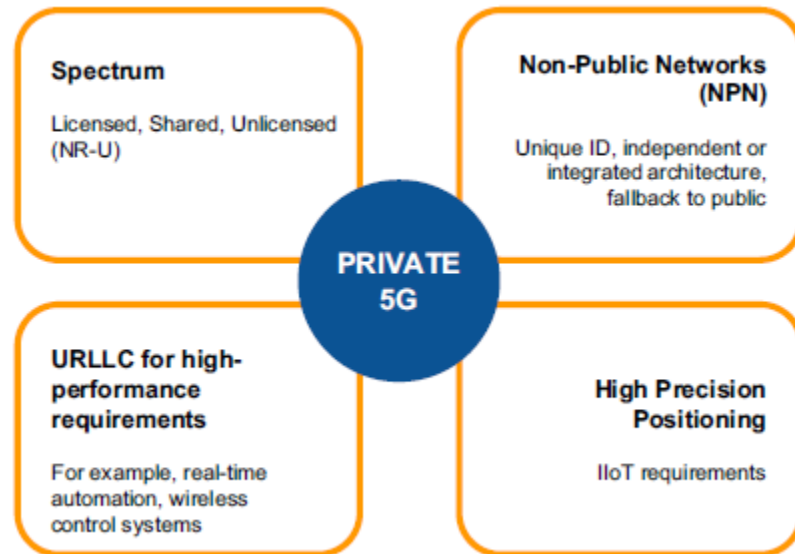 Spectrum
Licensed, Shared, Unlicensed
(NR-U)
Non-Public Networks
(NPN)
Unique ID, independent or
integrated architecture,
fallback to public
PRIVATE
5G
URLLC for high-
performance
requirements
For example, real-time
automation, wireless
control systems
High Precision
Positioning
IIoT requirements